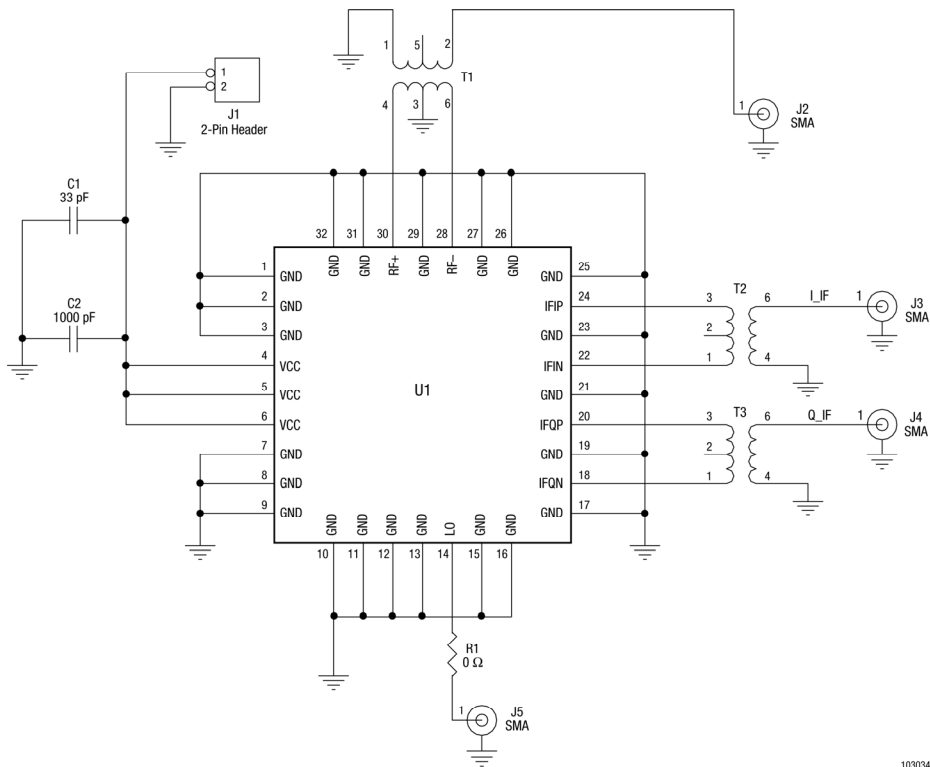 1 5 2
T1
4 3 6
1
2
J1
2-Pin Header
1 J2
SMA
C1
33 pF
C2
1000 pF
32 31 30 29 28 27 26
GND GND RF+ GND RF– GND GND
1 GND
2 GND
3 GND
4 VCC
5 VCC
6 VCC
7 GND
8 GND
9 GND
U1
GND 25
IFIP 24
GND 23
IFIN 22
GND 21
IFQP 20
GND 19
IFQN 18
GND 17
T2
3 6 I_IF 1 J3
SMA
2
1 4
T3
3 6 Q_IF 1 J4
SMA
2
1 4
GND GND GND GND LO GND GND
10 11 12 13 14 15 16
R1
0 Ω
1 J5
SMA
103034